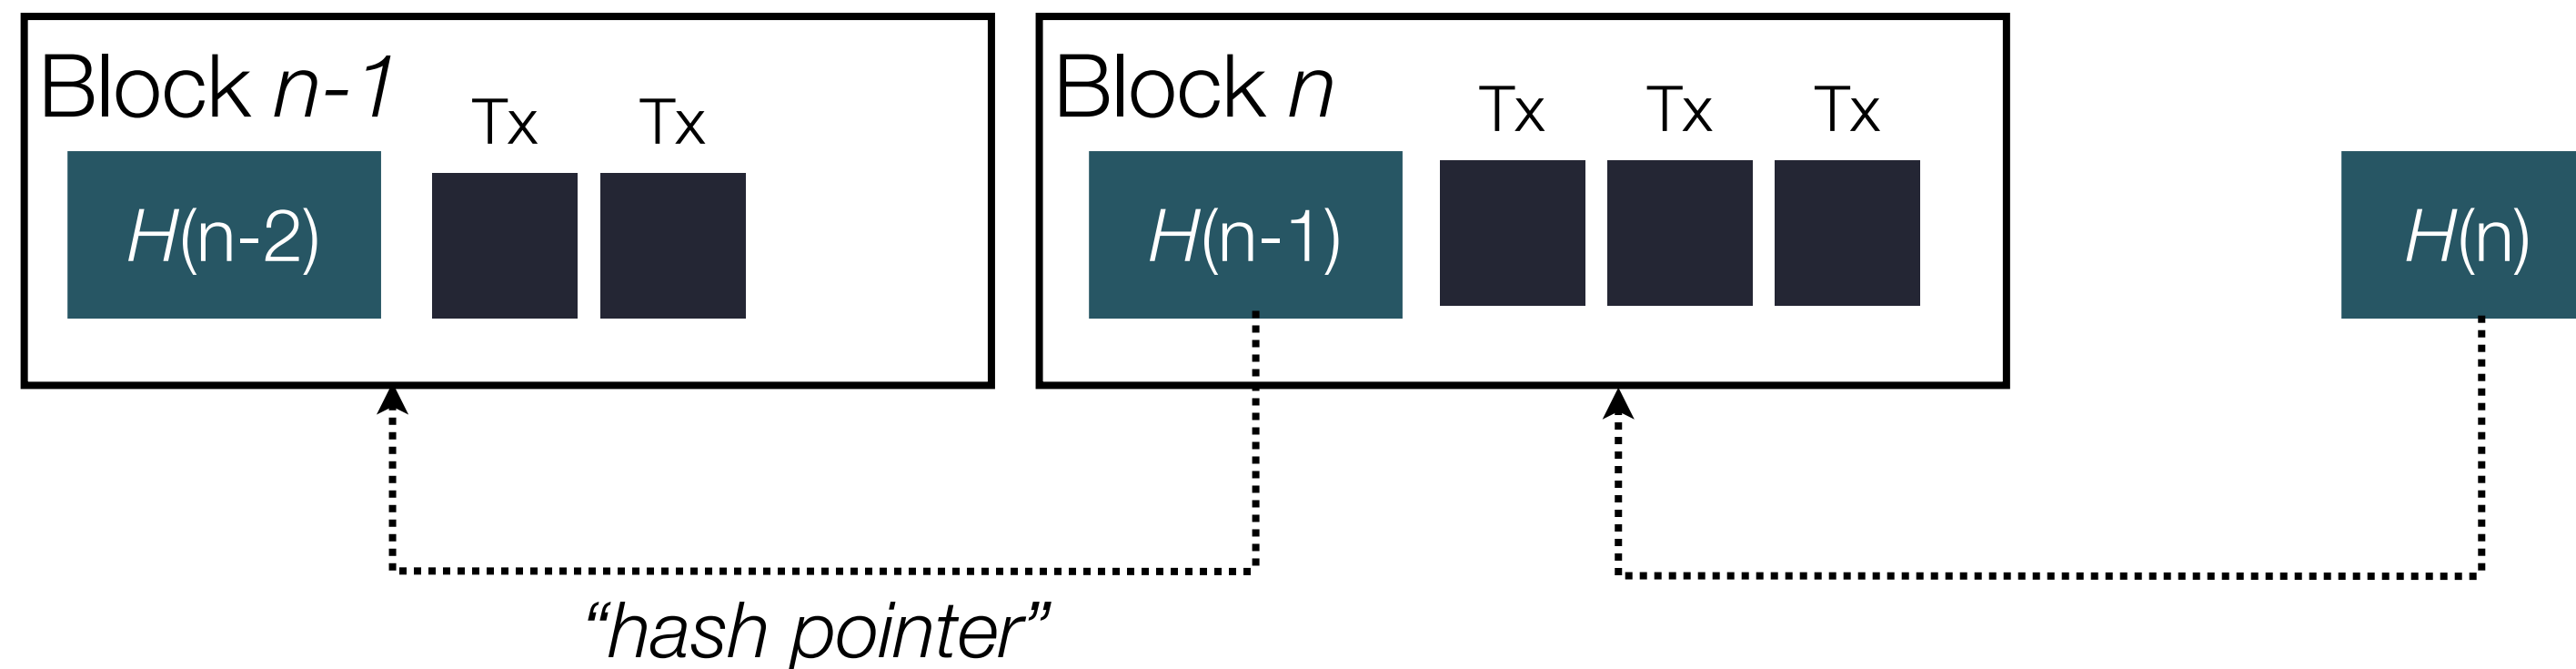 Block n-1
Tx Tx
H(n-2)
Block n
Tx Tx Tx
H(n-1)
H(n)
“hash pointer”